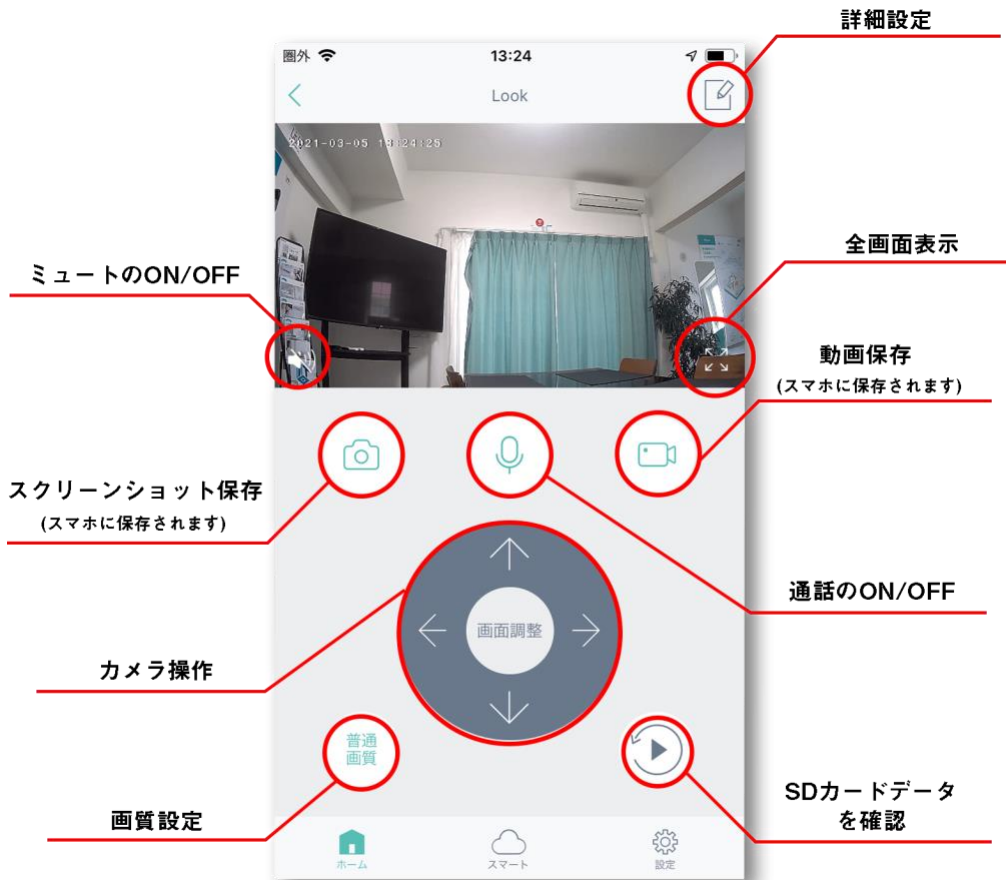 詳細設定
圏外
13:24
Look
2021-03-05 13:24:25
全画面表示
ミュートのON/OFF
動画保存
(スマホに保存されます)
スクリーンショット保存
(スマホに保存されます)
通話のON/OFF
画面調整
カメラ操作
普通
画質
SDカードデータ
を確認
画質設定
ホーム
スマート
設定